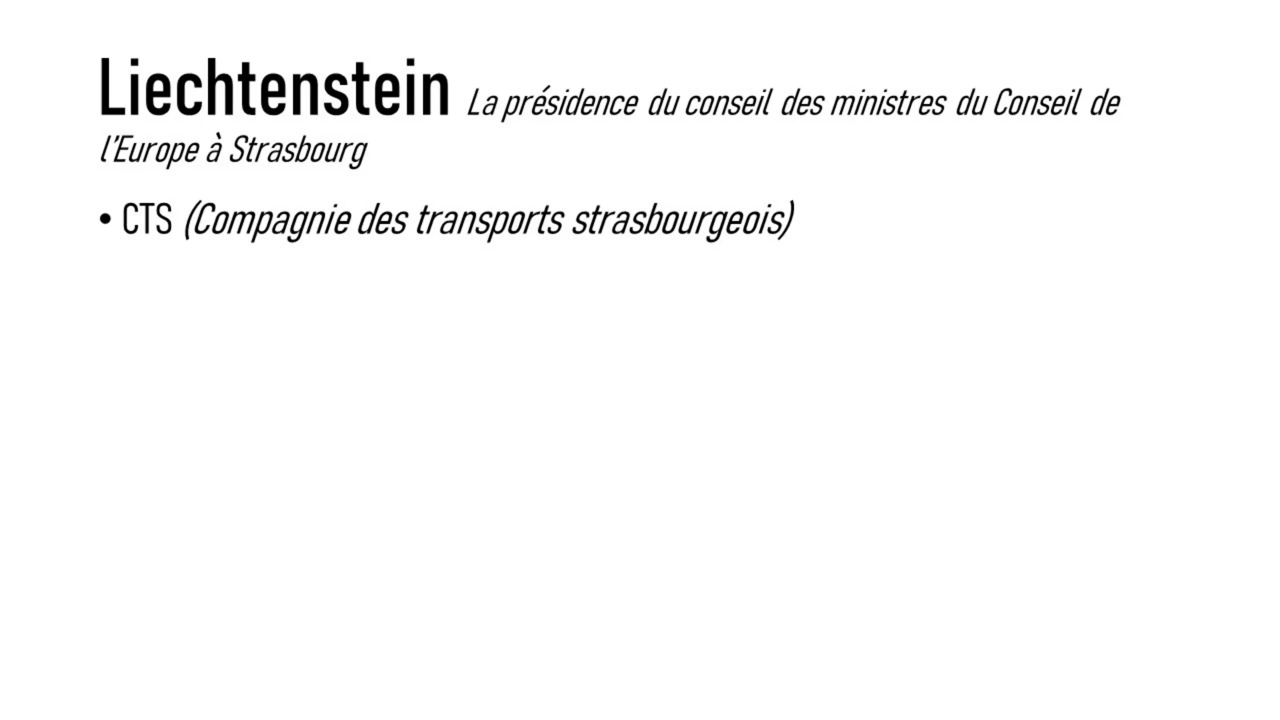 Liechtenstein La présidence du conseil des ministres du Conseil de
l'Europe à Strasbourg
• CTS (Compagnie des transports strasbourgeois)